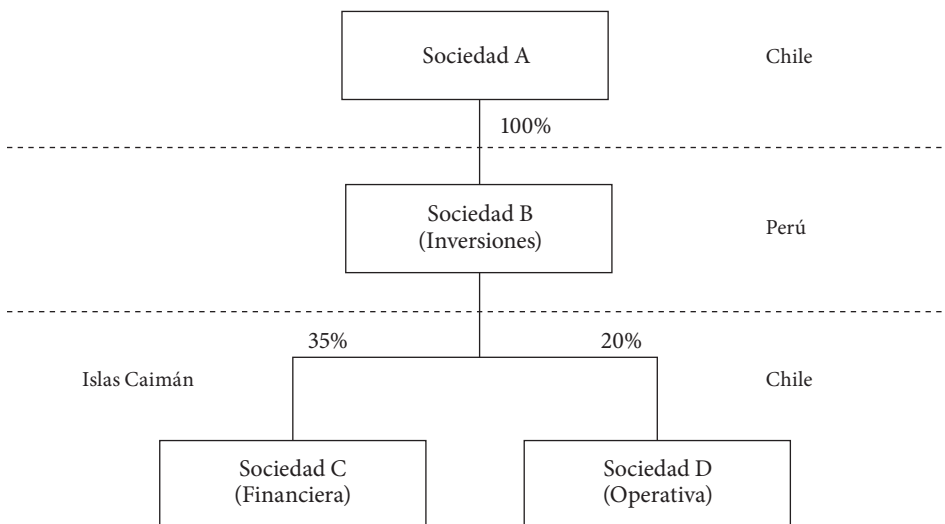 Sociedad A
Chile
100%
Sociedad B
(Inversiones)
Perú
35%
20%
Islas Caimán
Chile
Sociedad C
(Financiera)
Sociedad D
(Operativa)